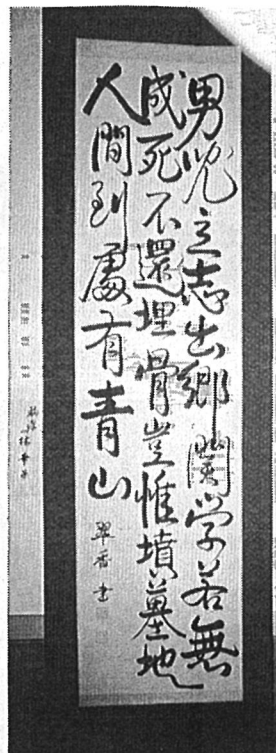 男児立志出郷関学若無
成死不還埋骨豈惟墳墓地
人間到處有青山
翠香書